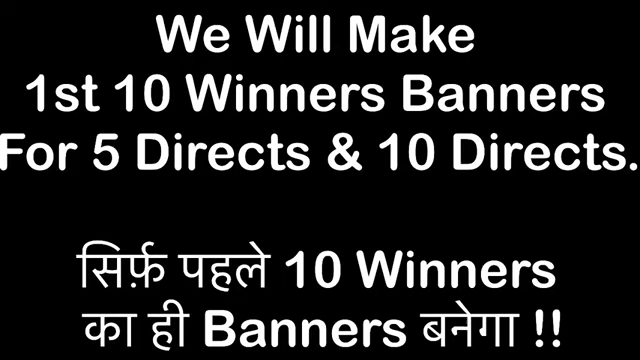 We Will Make
1st 10 Winners Banners
For 5 Directs & 10 Directs.
सिर्फ़ पहले 10 Winners
का ही Banners बनेगा !!